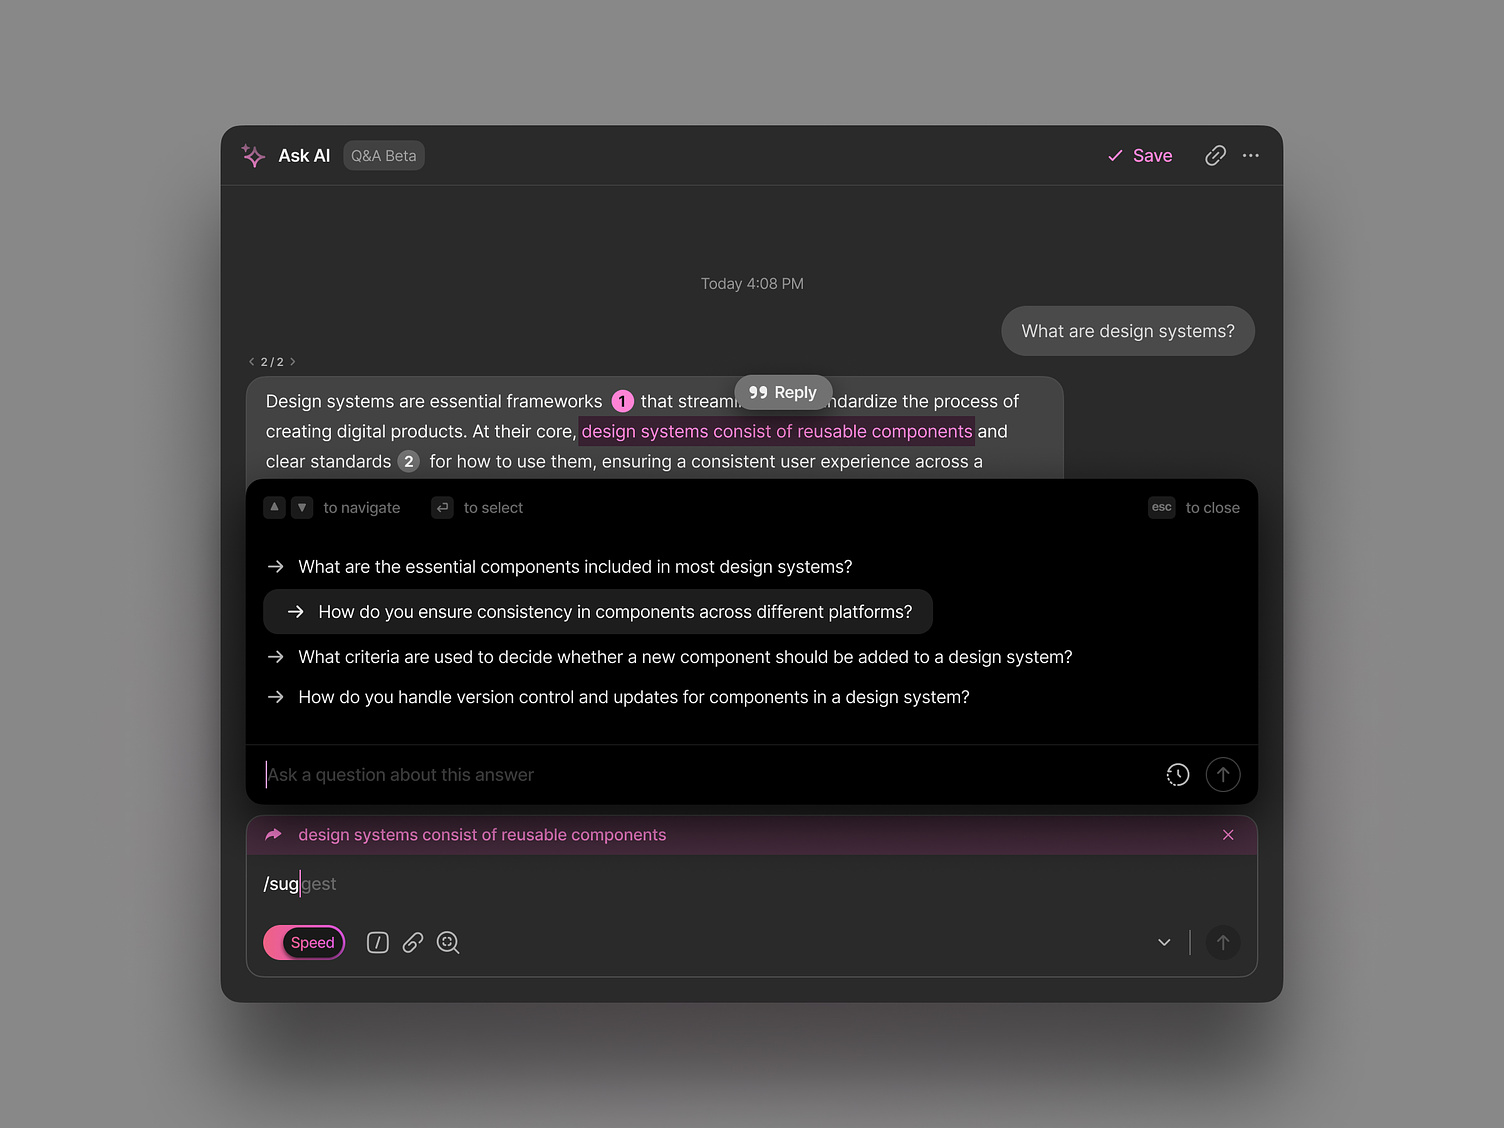 Ask AI Q&A Beta Save
Today 4:08 PM
What are design systems?
2/2
Reply
Design systems are essential frameworks 1 that streaml ndardize the process of
creating digital products. At their core, design systems consist of reusable components and
clear standards 2 for how to use them, ensuring a consistent user experience across a
to navigate to select esc to close
What are the essential components included in most design systems?
How do you ensure consistency in components across different platforms?
What criteria are used to decide whether a new component should be added to a design system?
How do you handle version control and updates for components in a design system?
Ask a question about this answer
design systems consist of reusable components
/suggest
Speed